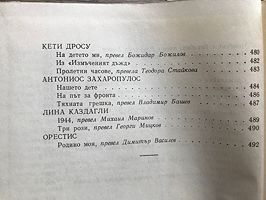 КЕТИ ДРОСУ
На детето ми, превел Божидар Божилов 480
Из «Измъченият дъжд» 482
Пролетни часове, превела Теодора Стайкова 483
АНТОНИОС ЗАХАРОПУЛОС
Нашето дете 484
На път за фронта 486
Тяхната грешка, превел Владимир Башев 487
ЛИНА КАЗДАГЛИ
1944, превел Михаил Маринов 489
Три рози, превел Георги Мицков 490
ОРЕСТИС
Родино моя, превел Димитър Василев 492